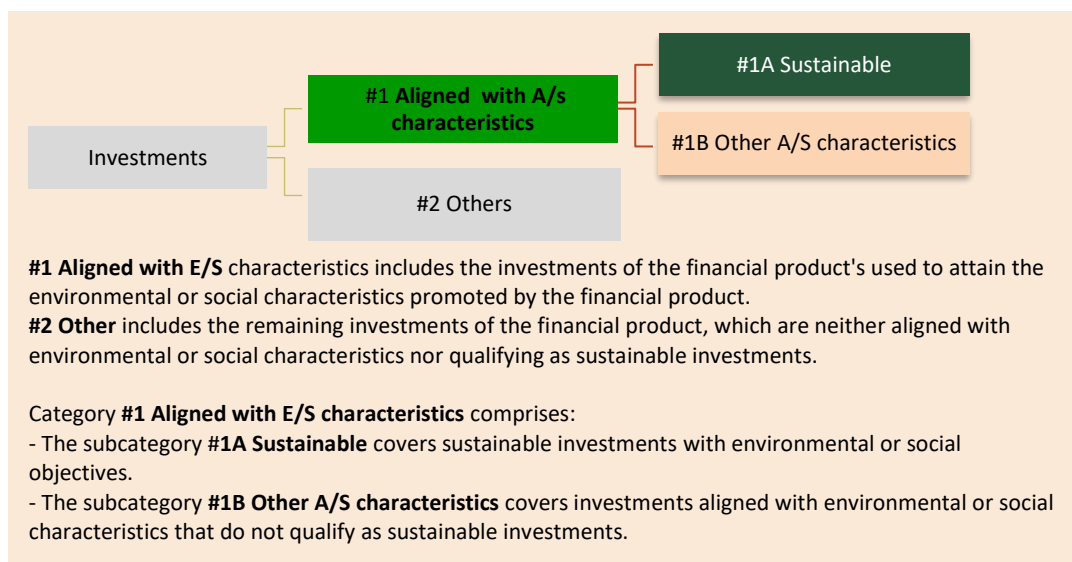 #1A Sustainable
#1 Aligned with A/s
characteristics
#1B Other A/S characteristics
Investments
#2 Others
#1 Aligned with E/S characteristics includes the investments of the financial product's used to attain the
environmental or social characteristics promoted by the financial product.
#2 Other includes the remaining investments of the financial product, which are neither aligned with
environmental or social characteristics nor qualifying as sustainable investments.
Category #1 Aligned with E/S characteristics comprises:
- The subcategory #1A Sustainable covers sustainable investments with environmental or social
objectives.
- The subcategory #1B Other A/S characteristics covers investments aligned with environmental or social
characteristics that do not qualify as sustainable investments.